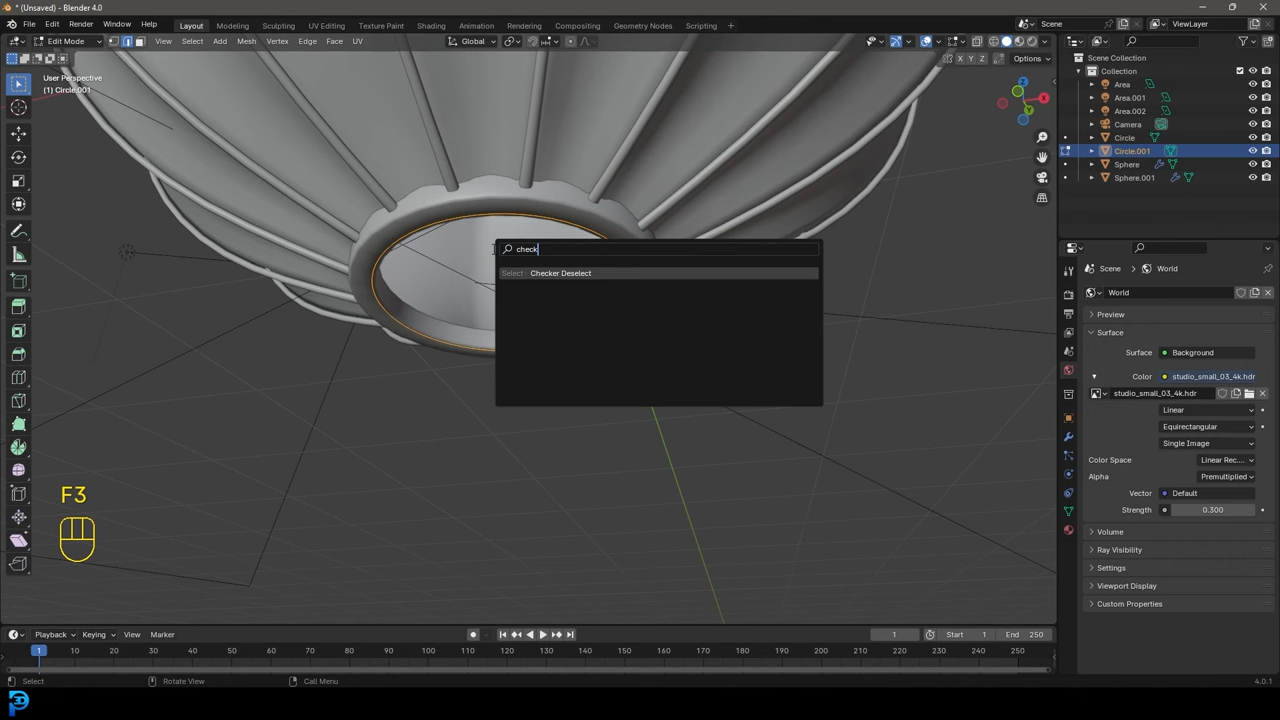 * (Unsaved) - Blender 4.0
File Edit Render Window Help Layout Modeling Sculpting UV Editing Texture Paint Shading Animation Rendering Compositing Geometry Nodes Scripting + Scene ViewLayer
Edit Mode View Select Add Mesh Vertex Edge Face UV Global
X Y Z Options
User Perspective
(1) Circle.001
Z
X
Y
Scene Collection
Collection
Area
Area.001
Area.002
Camera
Circle
Circle.001
Sphere
Sphere.001
check
Select - Checker Deselect
Scene > World
World
Preview
Surface
Surface Background
Color studio_small_03_4k.hdr
studio_small_03_4k.hdr
Linear
Equirectangular
Single Image
Color Space Linear Rec....
Alpha Premultiplied
Vector Default
Strength 0.300
Volume
Ray Visibility
Settings
Viewport Display
Custom Properties
F3
Playback Keying View Marker 1 Start 1 End 250
1 10 20 30 40 50 60 70 80 90 100 110 120 130 140 150 160 170 180 190 200 210 220 230 240 250
Select Rotate View Call Menu 4.0.1